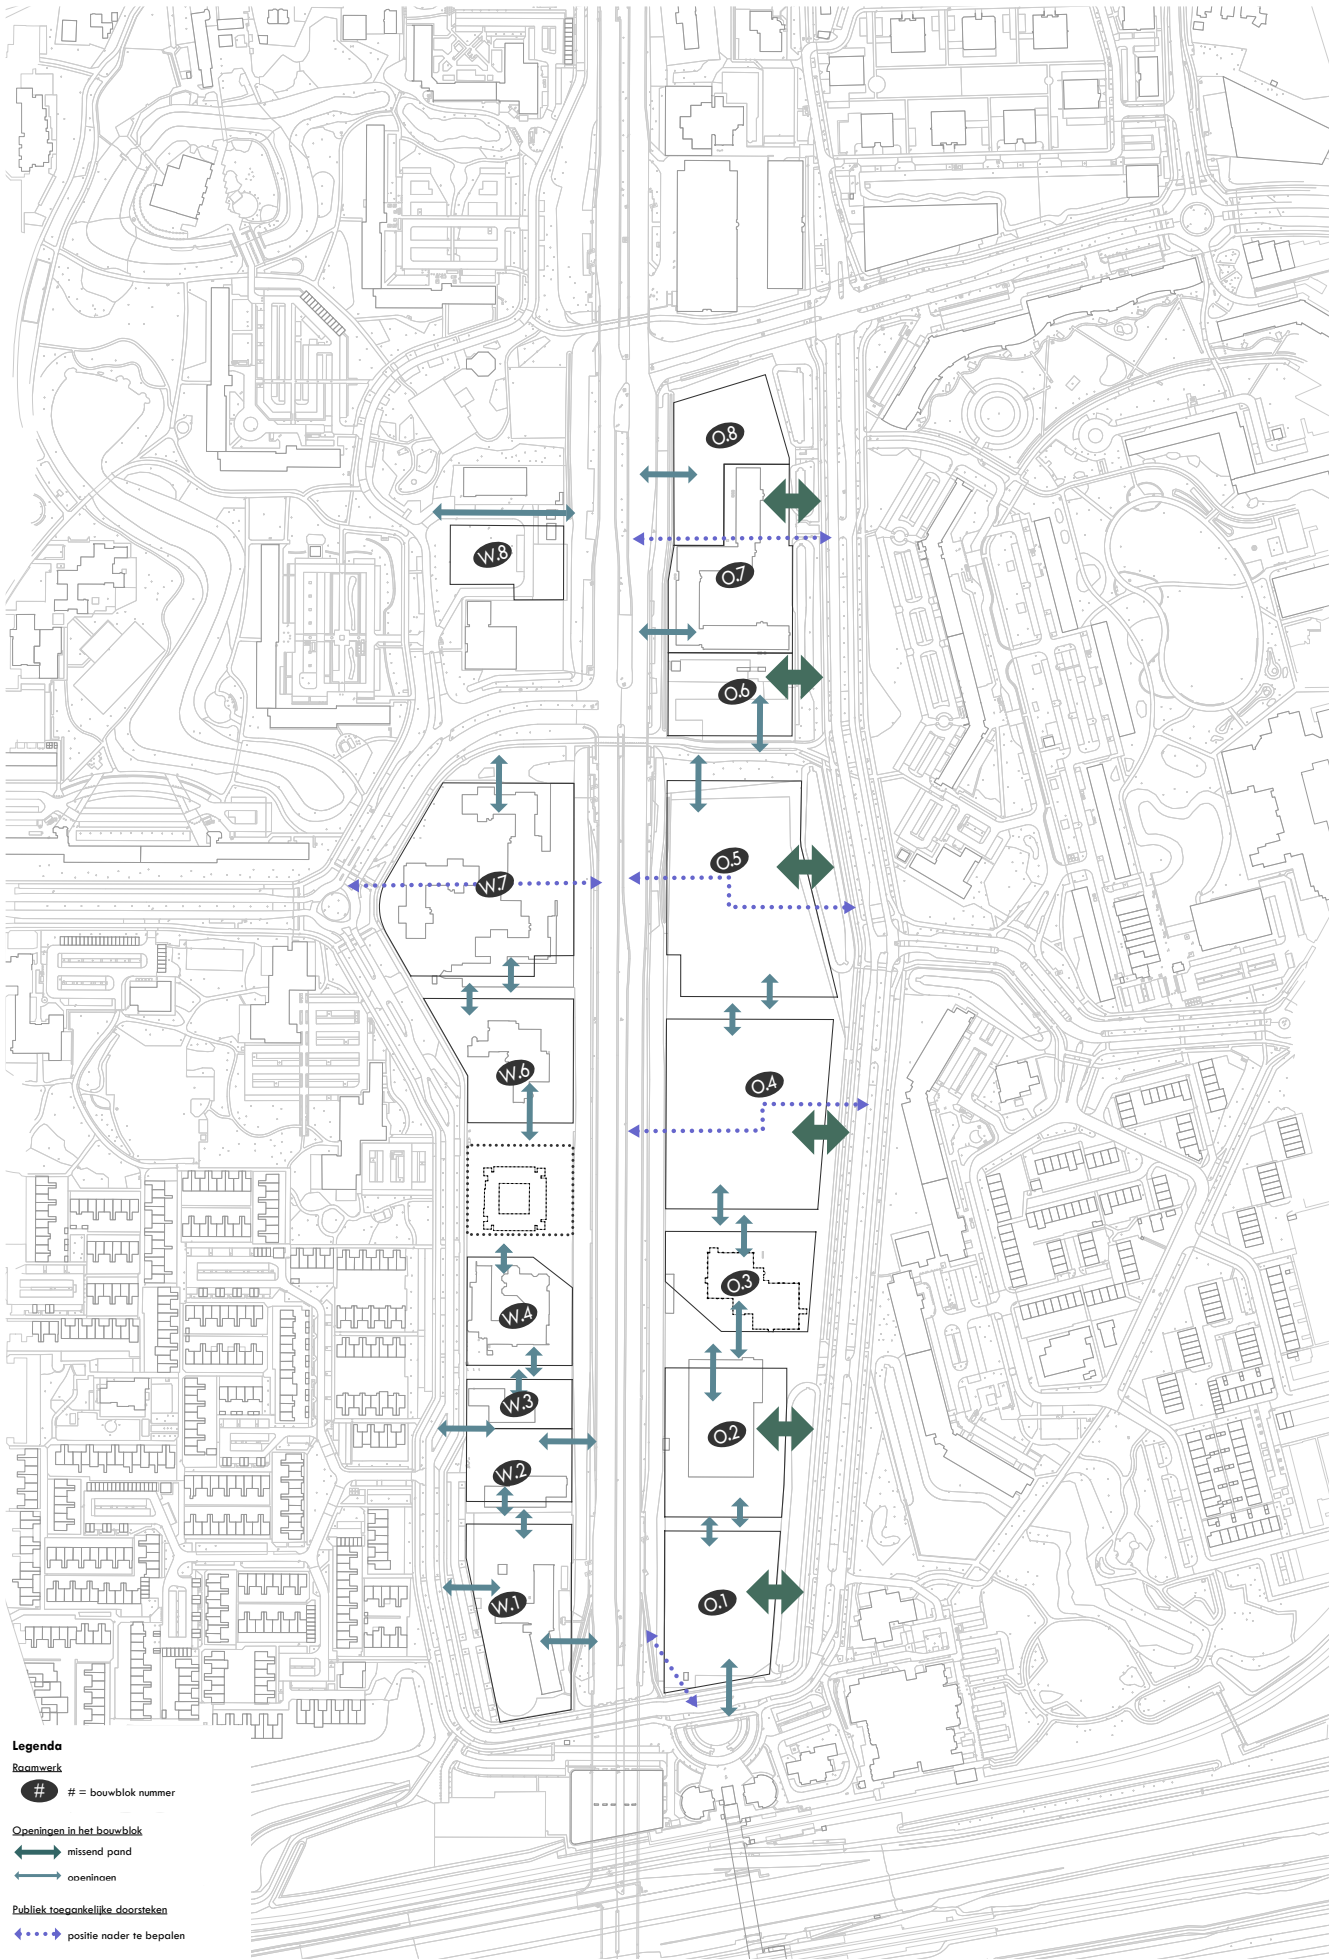 O.8
W.8
O.7
O.6
O.5
W.7
W.6
O.4
O.3
W.4
W.3
O.2
W.2
O.1
W.1
Legenda
Raamwerk
# # = bouwblok nummer
Openingen in het bouwblok
missend pand
openingen
Publiek toegankelijke doorsteken
positie nader te bepalen